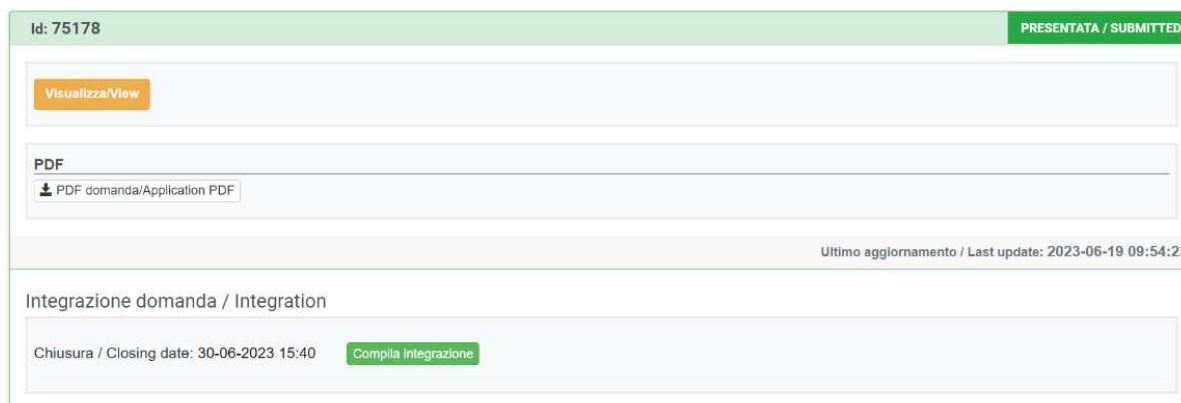 Id: 75178 PRESENTATA / SUBMITTED
Visualizza/View
PDF
PDF domanda/Application PDF
Ultimo aggiornamento / Last update: 2023-06-19 09:54:2
Integrazione domanda / Integration
Chiusura / Closing date: 30-06-2023 15:40 Compila integrazione